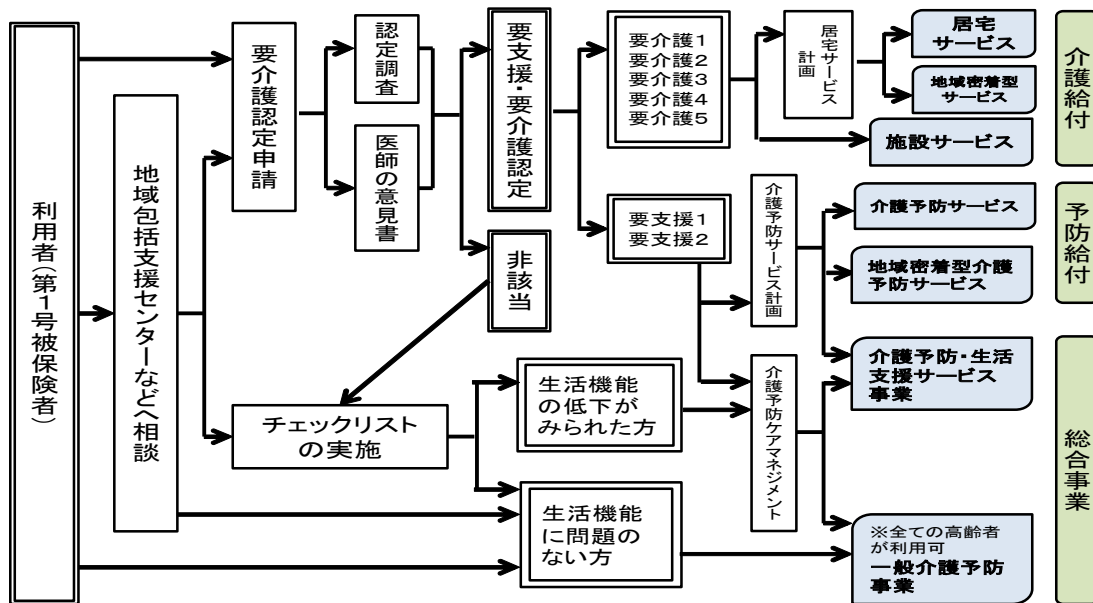 利用者(第1号被保険者)
地域包括支援センターなどへ相談
要介護認定申請
認定調査
医師の意見書
要支援・要介護認定
非該当
チェックリスト
の実施
要介護1
要介護2
要介護3
要介護4
要介護5
要支援1
要支援2
生活機能
の低下が
みられた方
生活機能
に問題の
ない方
居宅サービス
計画
介護予防サービス計画
介護予防ケアマネジメント
居宅
サービス
地域密着型
サービス
施設サービス
介護予防サービス
地域密着型介護
予防サービス
介護予防・生活
支援サービス
事業
※全ての高齢者
が利用可
一般介護予防
事業
介護給付
予防給付
総合事業